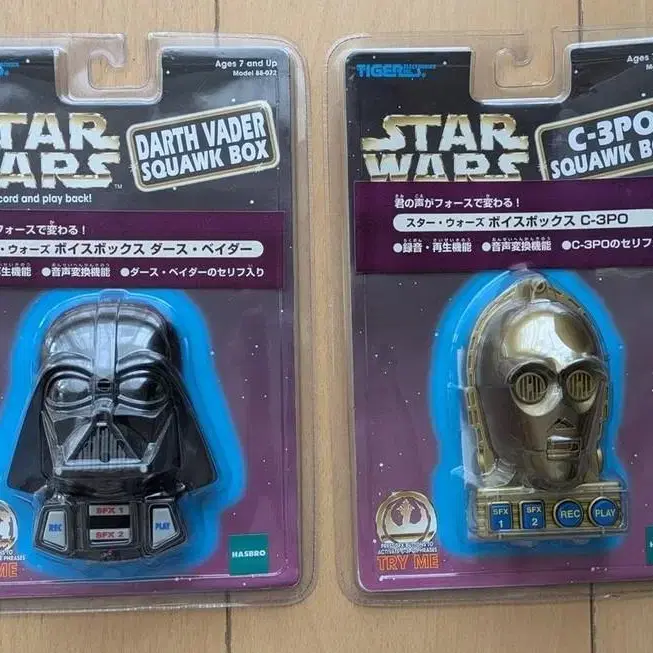 Ages 7 and Up
Model 88-072
STAR
WARS
TM
DARTH VADER
SQUAWK BOX
cord and play back!
声がフォースで変わる！
・ウォーズ ボイスボックス ダース・ベイダー
再生機能 ●音声変換機能 ●ダース・ベイダーのセリフ入り
REC
SFX 1
SFX 2
PLAY
HASBRO
ME
TIGER
ELECTRONICS
Ages
STAR
WARS
C-3PO
SQUAWK
君の声がフォースで変わる！
スター・ウォーズ ボイスボックス C-3PO
●録音・再生機能 ●音声変換機能 ●C-3POのセリフ
SFX
1
SFX
2
REC
PLAY
TRY ME